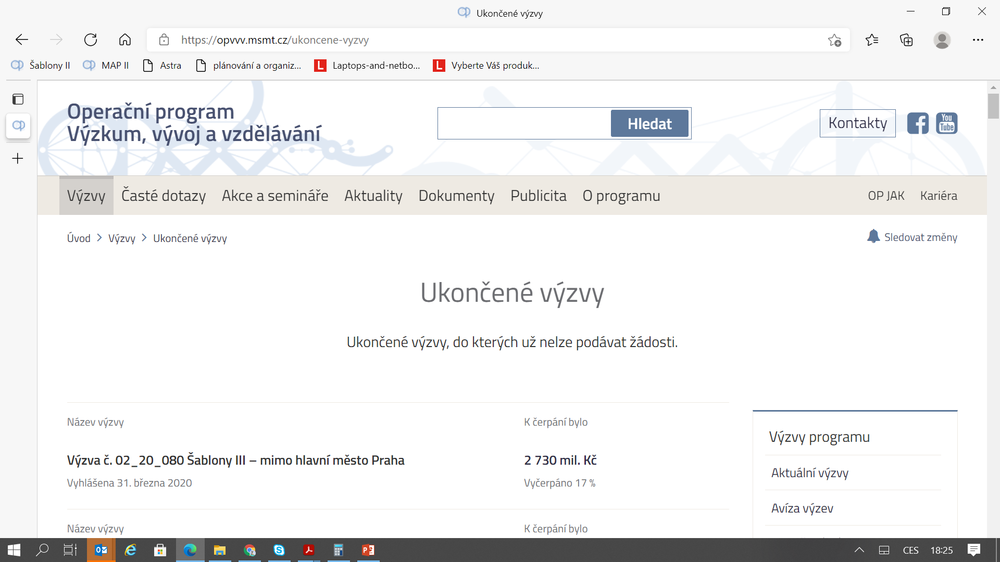 Ukončené výzvy
https://opvvv.msmt.cz/ukoncene-vyzvy
Šablony II MAP II Astra plánování a organiz... Laptops-and-netbo... Vyberte Váš produk...
Operační program
Výzkum, vývoj a vzdělávání
Hledat
Kontakty
You
Tube
Výzvy Časté dotazy Akce a semináře Aktuality Dokumenty Publicita O programu OP JAK Kariéra
Úvod > Výzvy > Ukončené výzvy
Sledovat změny
Ukončené výzvy
Ukončené výzvy, do kterých už nelze podávat žádosti.
Název výzvy K čerpání bylo
Výzva č. 02_20_080 Šablony III – mimo hlavní město Praha 2 730 mil. Kč
Vyhlášena 31. března 2020 Vyčerpáno 17 %
Název výzvy K čerpání bylo
Výzvy programu
Aktuální výzvy
Avíza výzev
CES 18:25